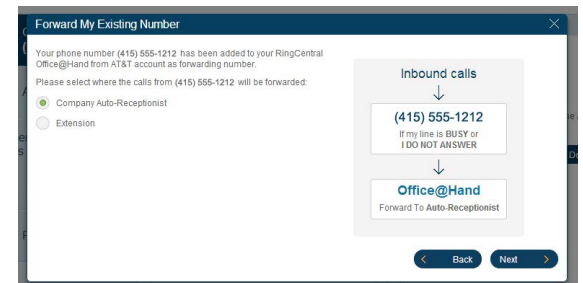 Forward My Existing Number
Your phone number (415) 555-1212 has been added to your RingCentral
Office@Hand from AT&T account as forwarding number.
Please select where the calls from (415) 555-1212 will be forwarded:
Company Auto-Receptionist
Extension
Inbound calls
(415) 555-1212
If my line is BUSY or
I DO NOT ANSWER
Office@Hand
Forward To Auto-Receptionist
Back
Next